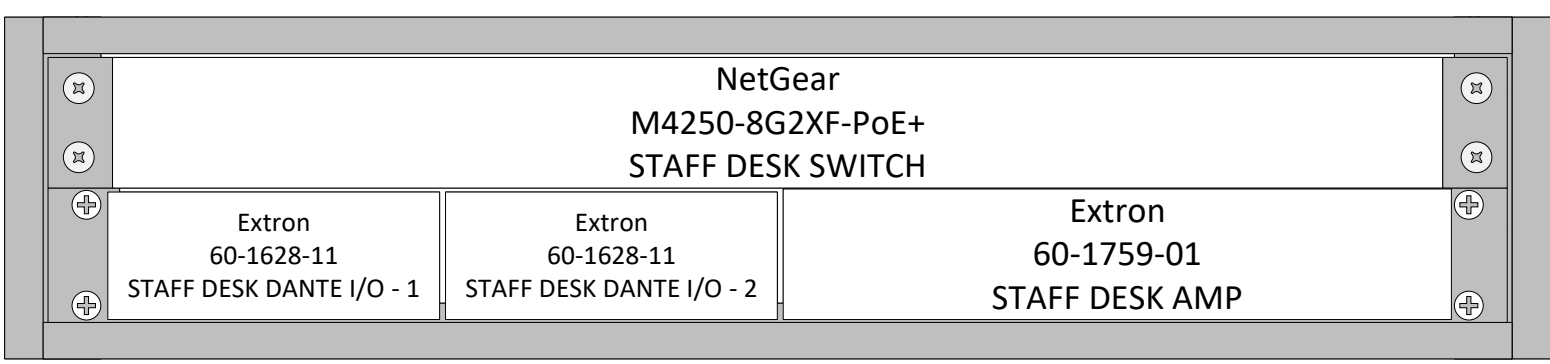 NetGear
M4250-8G2XF-PoE+
STAFF DESK SWITCH
Extron
60-1628-11
STAFF DESK DANTE I/O - 1
Extron
60-1628-11
STAFF DESK DANTE I/O - 2
Extron
60-1759-01
STAFF DESK AMP